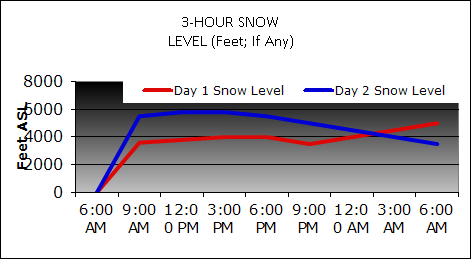 3-HOUR SNOW
LEVEL (Feet; If Any)
Day 1 Snow Level
Day 2 Snow Level
Feet ASL
8000
6000
4000
2000
0
6:00 9:00 12:0 3:00 6:00 9:00 12:0 3:00 6:00
AM AM 0 PM PM PM PM 0 AM AM AM